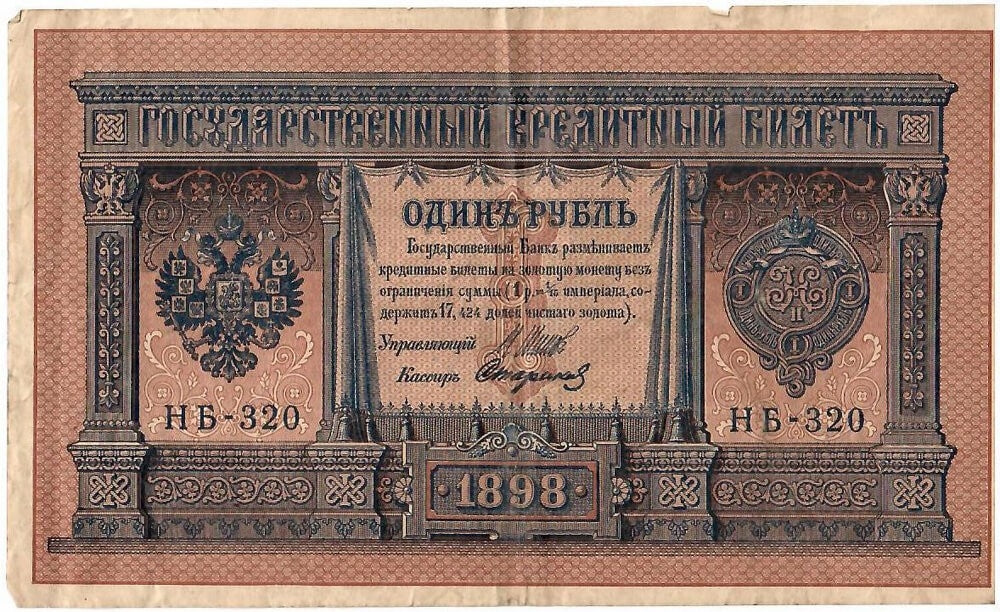 ГОСУДАРСТВЕННЫЙ КРЕДИТНЫЙ БИЛЕТЪ
ОДИНЪ РУБЛЬ
Государственный Банкъ размѣниваетъ
кредитные билеты на золотую монету безъ
ограниченія суммы (1 р.=1/15 имперіала, со-
держитъ 17,424 долей чистаго золота).
Управляющій
Кассиръ
НБ-320
НБ-320
1898